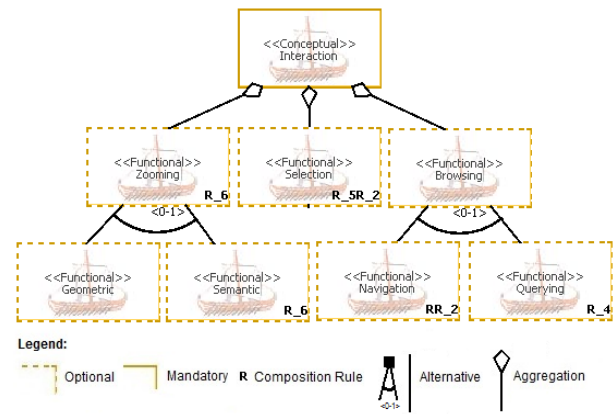 <<Conceptual>>
Interaction
<<Functional>>
Zooming
R_6
<<Functional>>
Selection
R_5R_2
<<Functional>>
Browsing
<0-1>
<0-1>
<<Functional>>
Geometric
<<Functional>>
Semantic
R_6
<<Functional>>
Navigation
RR_2
<<Functional>>
Querying
R_4
Legend:
Optional
Mandatory
R Composition Rule
<0-1>
Alternative
Aggregation